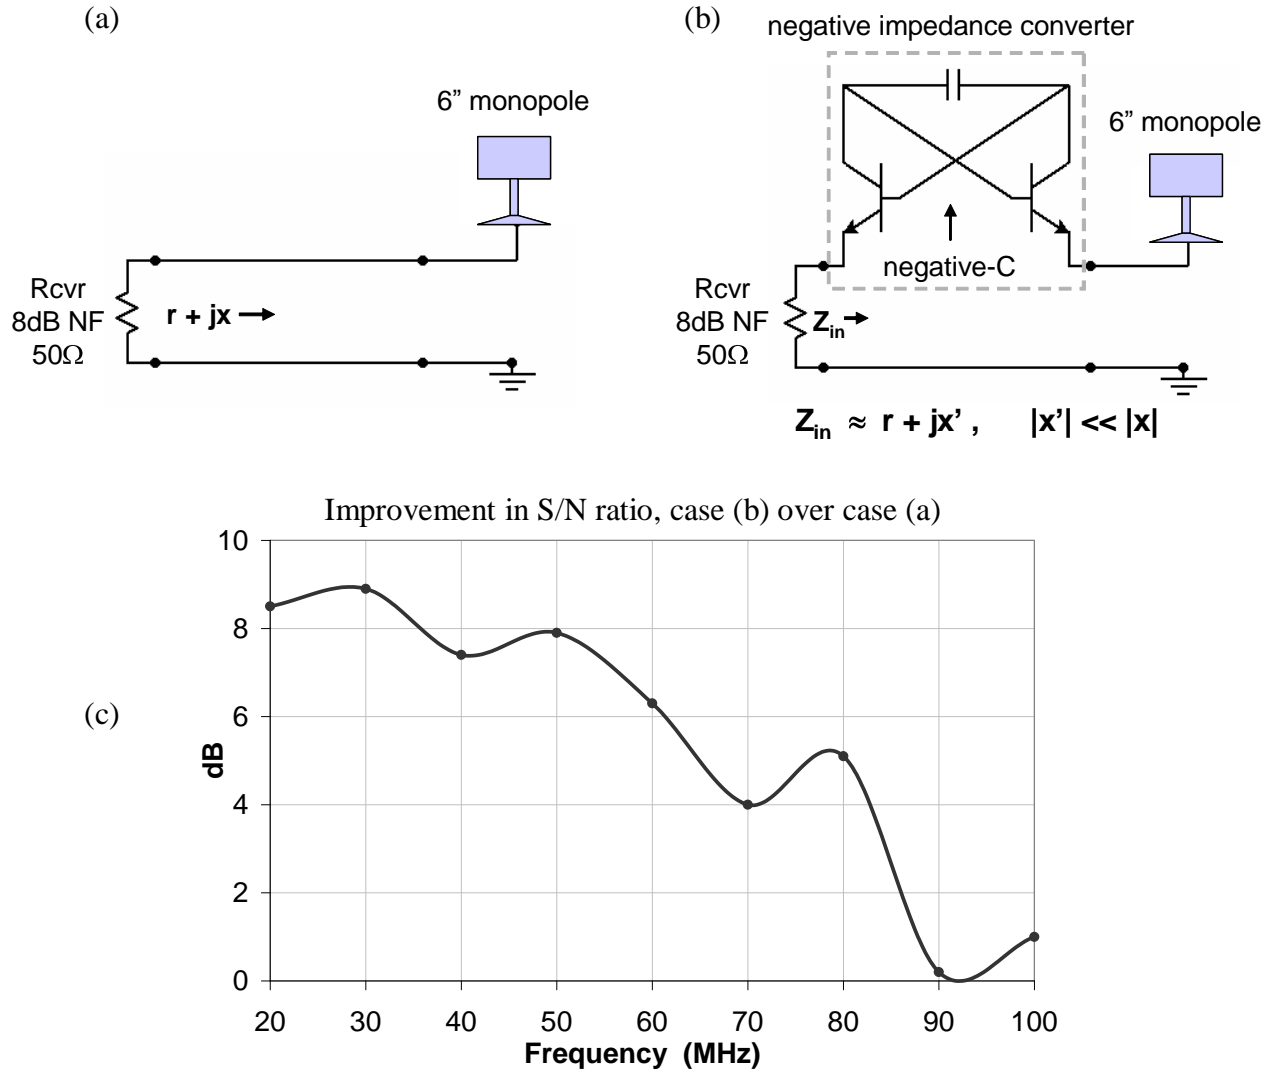 (a)
6” monopole
Rcvr
8dB NF
50Ω
r + jx
(b)
negative impedance converter
6” monopole
negative-C
Rcvr
8dB NF
50Ω
Zin
Zin ≈ r + jx’ , |x’| << |x|
Improvement in S/N ratio, case (b) over case (a)
(c)
dB
10
8
6
4
2
0
20 30 40 50 60 70 80 90 100
Frequency (MHz)